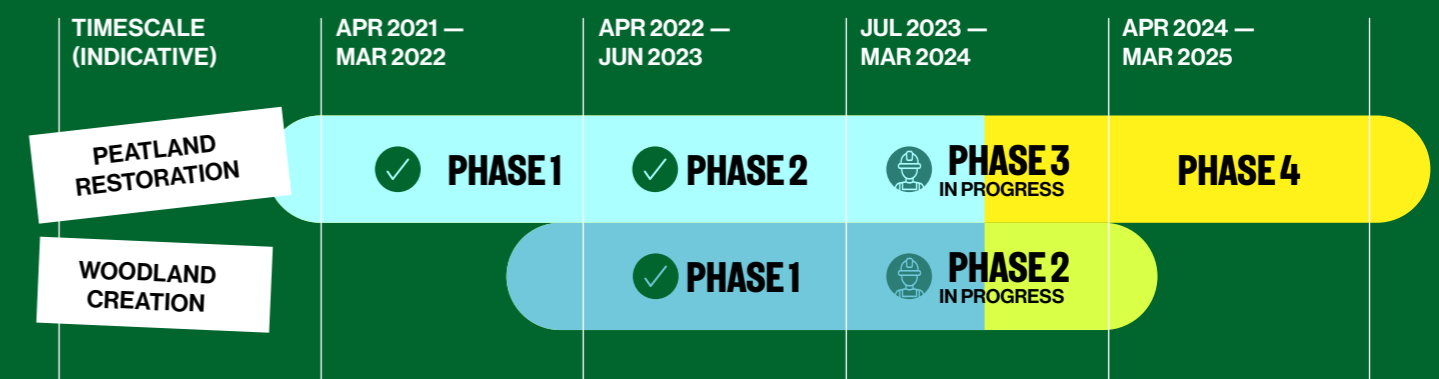 TIMESCALE
(INDICATIVE)
APR 2021 —
MAR 2022
APR 2022 —
JUN 2023
JUL 2023 —
MAR 2024
APR 2024 —
MAR 2025
PEATLAND
RESTORATION
PHASE 1
PHASE 2
PHASE 3
IN PROGRESS
PHASE 4
WOODLAND
CREATION
PHASE 1
PHASE 2
IN PROGRESS